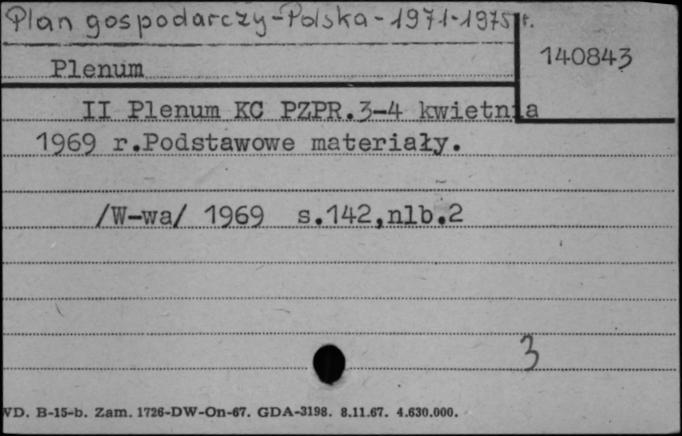 Plan gospodarczy-Polska-1971-1975 r.
140843
Plenum
II Plenum KC PZPR.3-4 kwietnia
1969 r.Podstawowe materiały.
/W-wa/ 1969 s.142,nlb.2
3
WD. B-15-b. Zam. 1726-DW-On-67. GDA-3198. 8.11.67. 4.630.000.